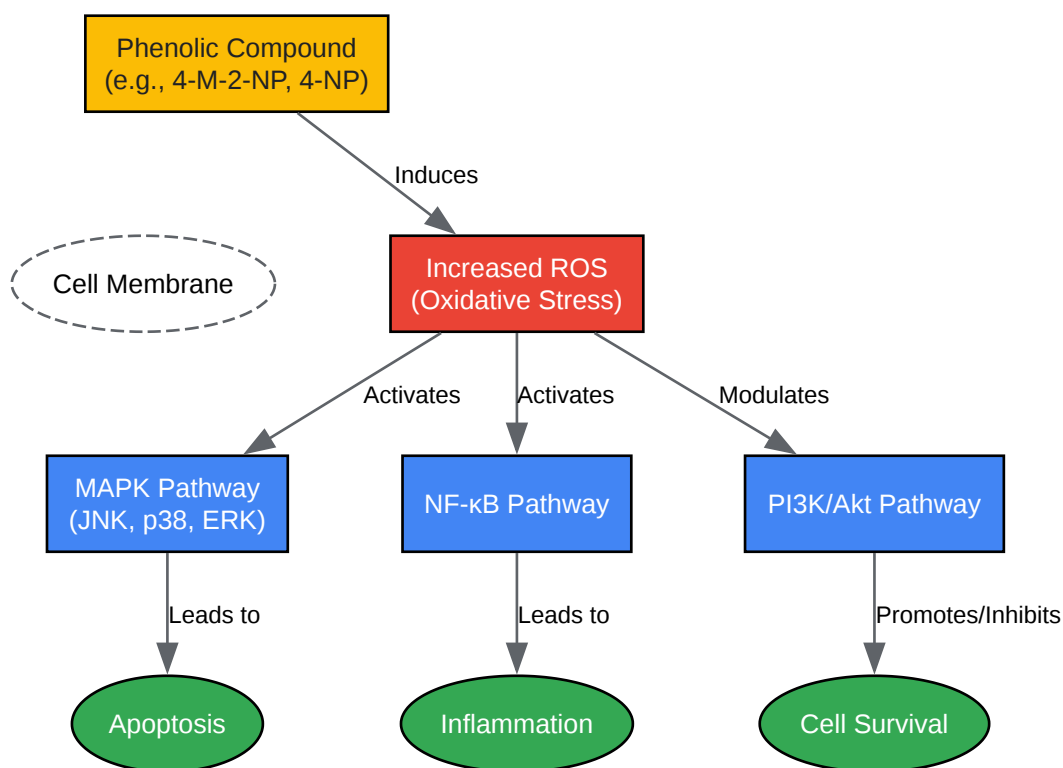 Phenolic Compound
(e.g., 4-M-2-NP, 4-NP)
Induces
Cell Membrane
Increased ROS
(Oxidative Stress)
Activates
Activates
Modulates
MAPK Pathway
(JNK, p38, ERK)
NF-κB Pathway
PI3K/Akt Pathway
Leads to
Leads to
Promotes/Inhibits
Apoptosis
Inflammation
Cell Survival